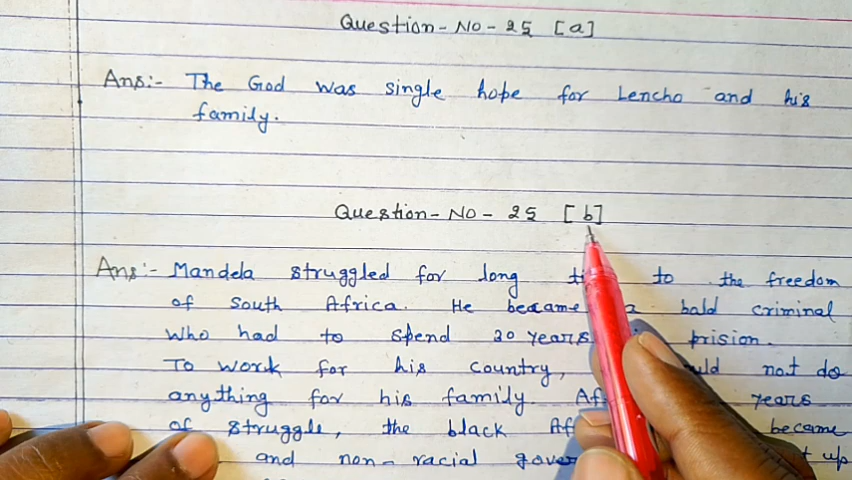 Question-No-25 [a]
Ans:- The God was single hope for Lencho and his
family.
Question-No-25 [b]
Ans:- Mandela struggled for long to the freedom
of South Africa. He became a bald criminal
who had to spend 30 years prision.
To work for his country, not do
anything for his family. years
of struggle, the black became
and non-racial up